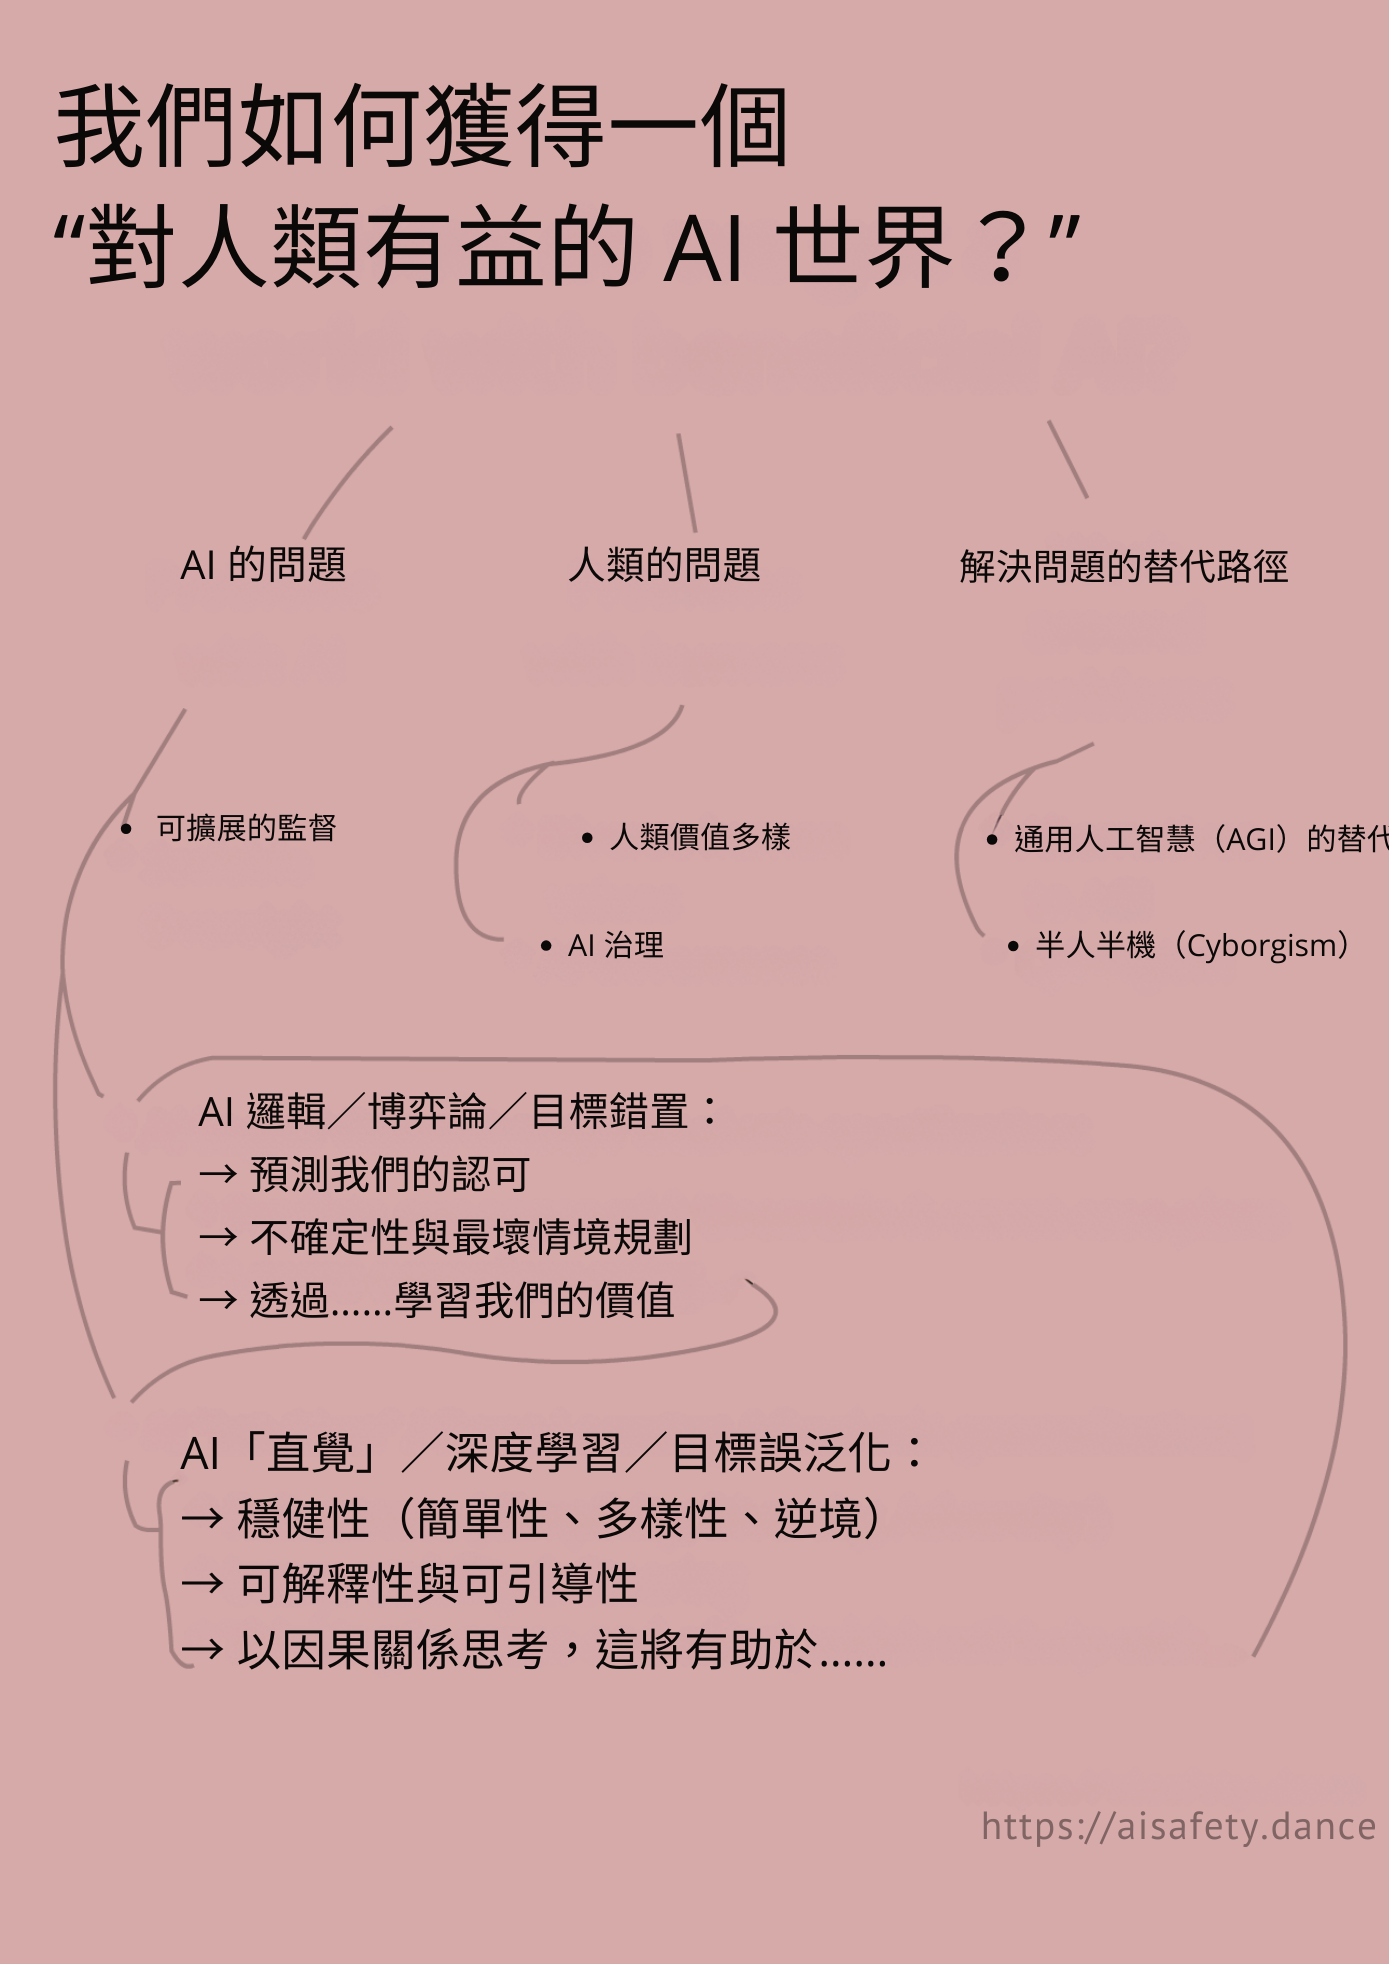 我們如何獲得一個
“對人類有益的 AI 世界？”
AI 的問題
人類的問題
解決問題的替代路徑
• 可擴展的監督
• 人類價值多樣
• 通用人工智慧（AGI）的替代
• AI 治理
• 半人半機（Cyborgism）
AI 邏輯／博弈論／目標錯置：
→ 預測我們的認可
→ 不確定性與最壞情境規劃
→ 透過……學習我們的價值
AI「直覺」／深度學習／目標誤泛化：
→ 穩健性（簡單性、多樣性、逆境）
→ 可解釋性與可引導性
→ 以因果關係思考，這將有助於……
https://aisafety.dance